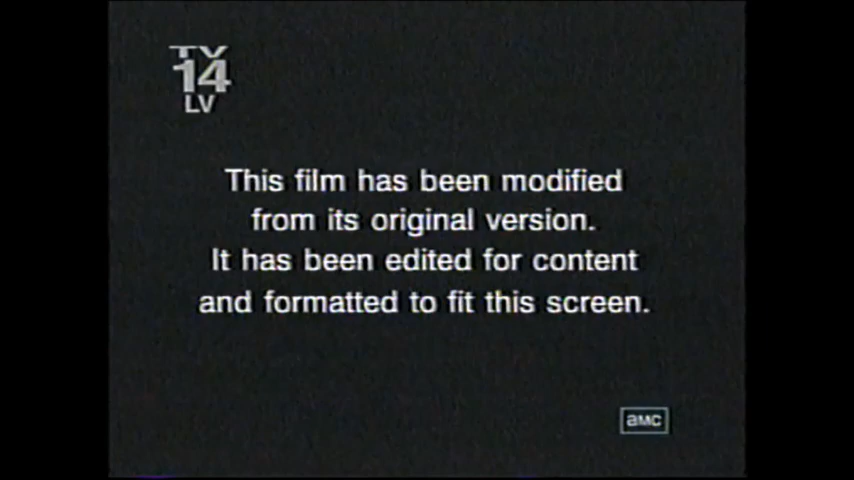 TV
14
LV
This film has been modified
from its original version.
It has been edited for content
and formatted to fit this screen.
amc